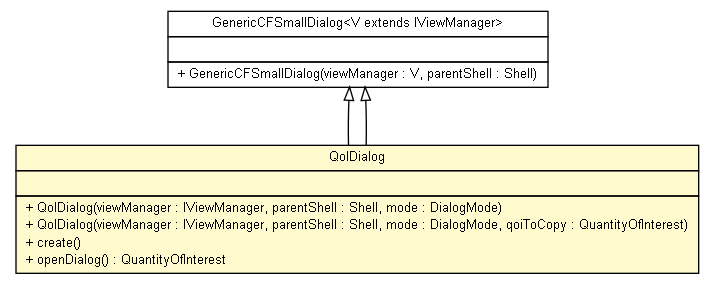 GenericCFSmallDialog<V extends IViewManager>
+ GenericCFSmallDialog(viewManager : V, parentShell : Shell)
QoIDialog
+ QoIDialog(viewManager : IViewManager, parentShell : Shell, mode : DialogMode)
+ QoIDialog(viewManager : IViewManager, parentShell : Shell, mode : DialogMode, qoiToCopy : QuantityOfInterest)
+ create()
+ openDialog() : QuantityOfInterest